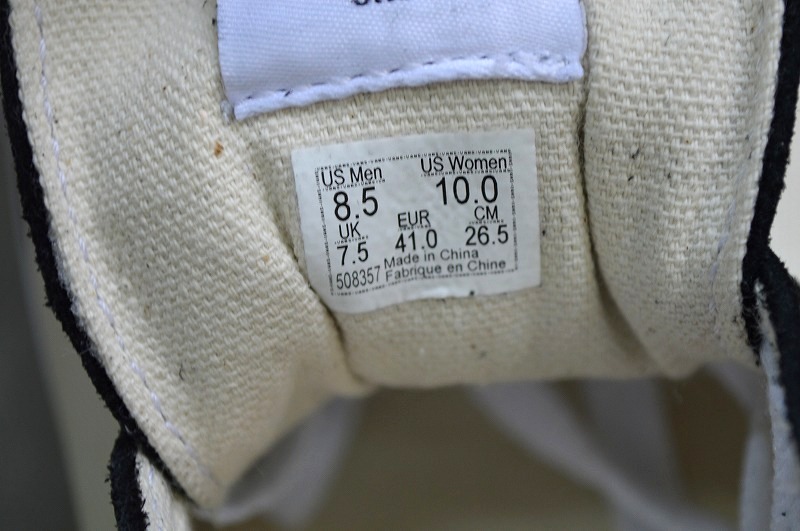 US Men US Women
8.5 10.0
UK EUR CM
7.5 41.0 26.5
Made in China
508357 Fabrique en Chine